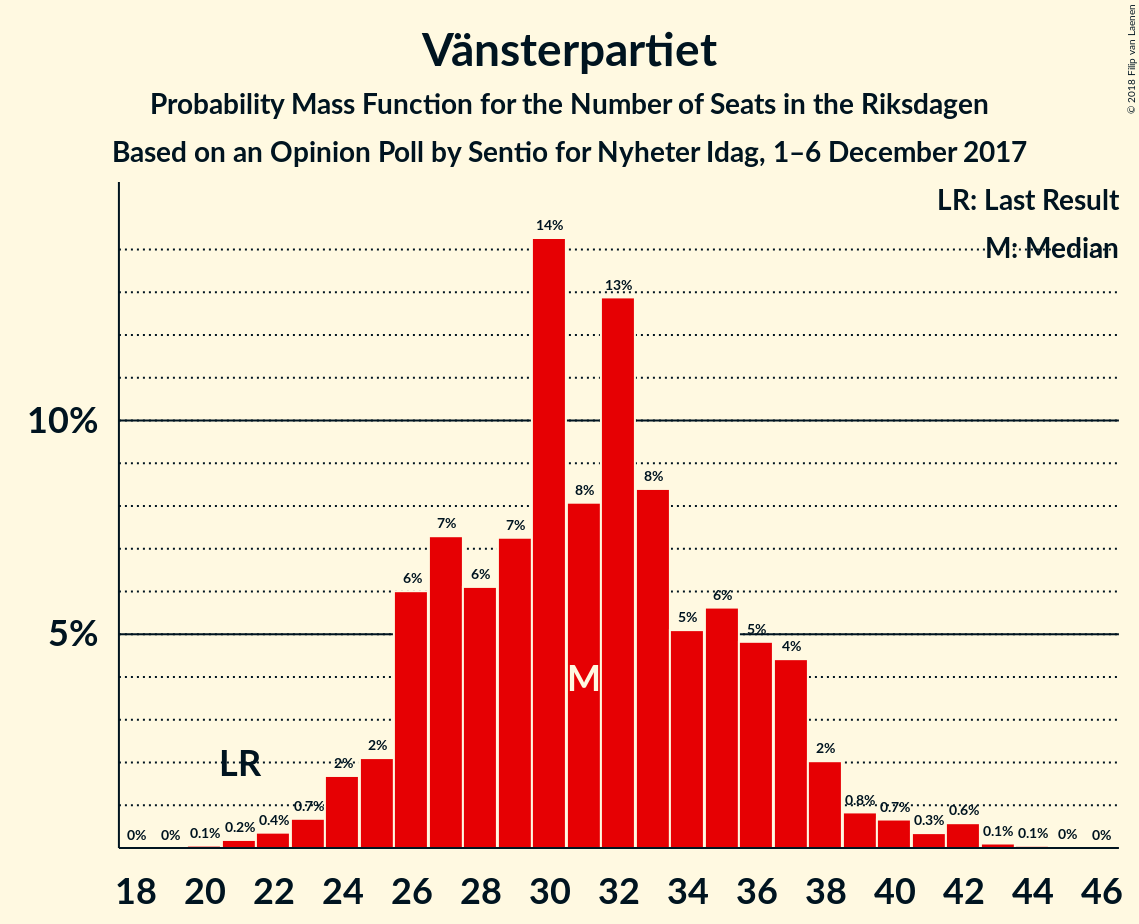 Vänsterpartiet
Probability Mass Function for the Number of Seats in the Riksdagen
Based on an Opinion Poll by Sentio for Nyheter Idag, 1–6 December 2017
© 2018 Filip van Laenen
LR: Last Result
M: Median
10%
5%
0% 0% 0.1% 0.2% 0.4% 0.7% 2% 2% 6% 7% 6% 7% 14% 8% 13% 8% 5% 6% 5% 4% 2% 0.8% 0.7% 0.3% 0.6% 0.1% 0.1% 0% 0%
LR
M
18 20 22 24 26 28 30 32 34 36 38 40 42 44 46